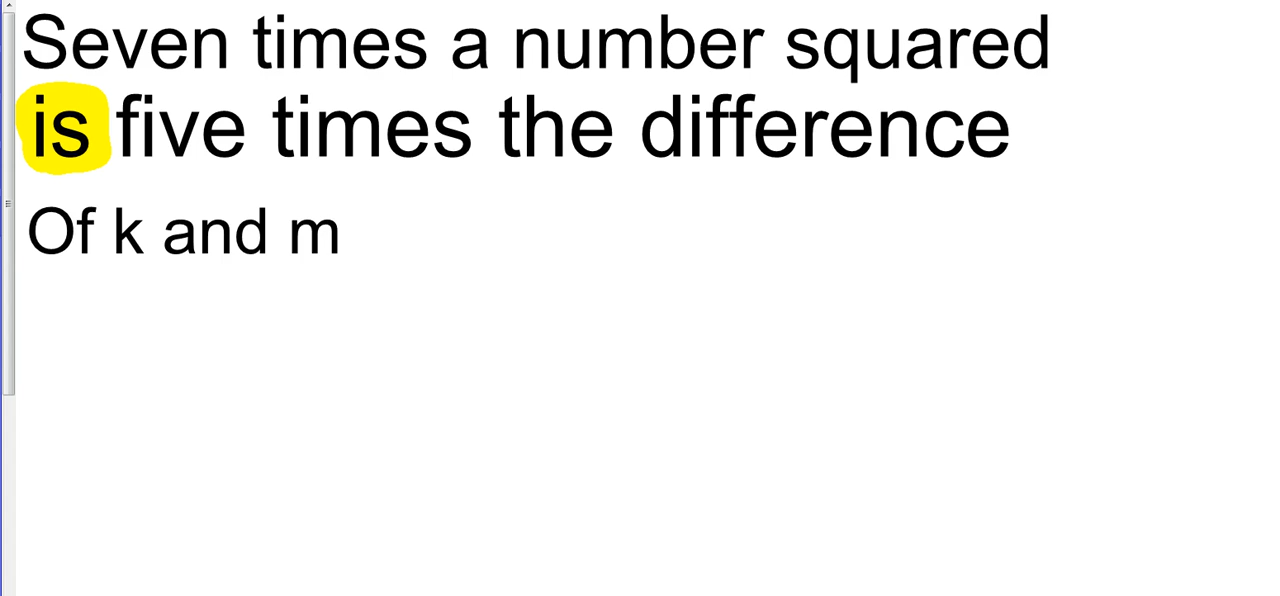 Seven times a number squared
is five times the difference
Of k and m